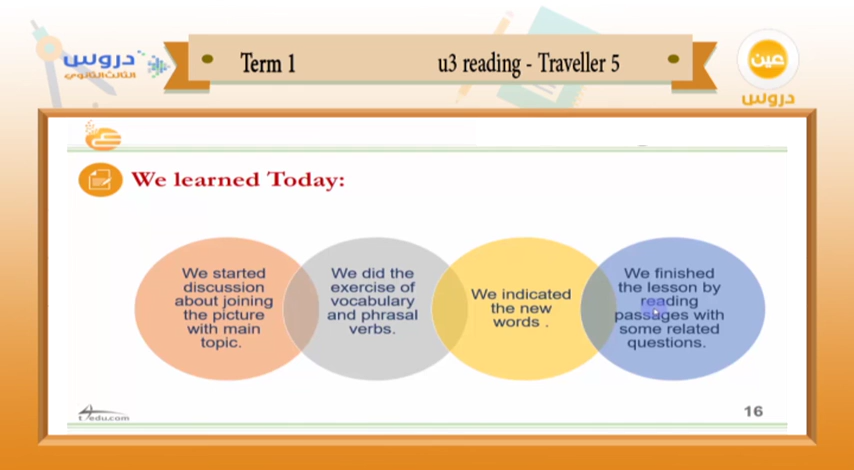 دروس
الثالث الثانوي
Term 1
u3 reading - Traveller 5
عين
دروس
We learned Today:
We started
discussion
about joining
the picture
with main
topic.
We did the
exercise of
vocabulary
and phrasal
verbs.
We indicated
the new
words .
We finished
the lesson by
reading
passages with
some related
questions.
16